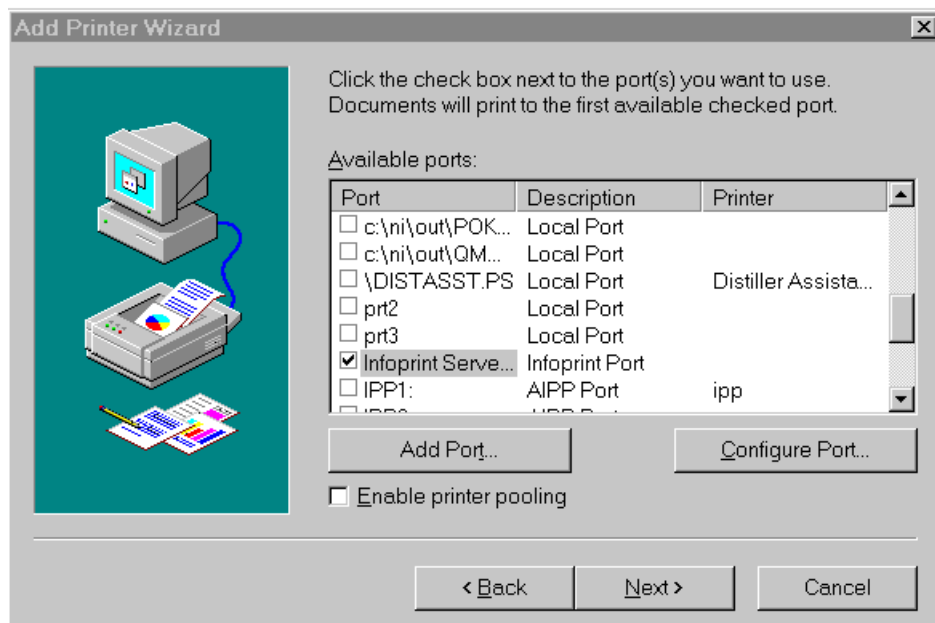 Add Printer Wizard
Click the check box next to the port(s) you want to use.
Documents will print to the first available checked port.
Available ports:
Port Description Printer
c:\ni\out\POK... Local Port
c:\ni\out\QM... Local Port
\DISTASST.PS Local Port Distiller Assista...
prt2 Local Port
prt3 Local Port
Infoprint Serve... Infoprint Port
IPP1: AIPP Port ipp
Add Port... Configure Port...
Enable printer pooling
< Back Next > Cancel